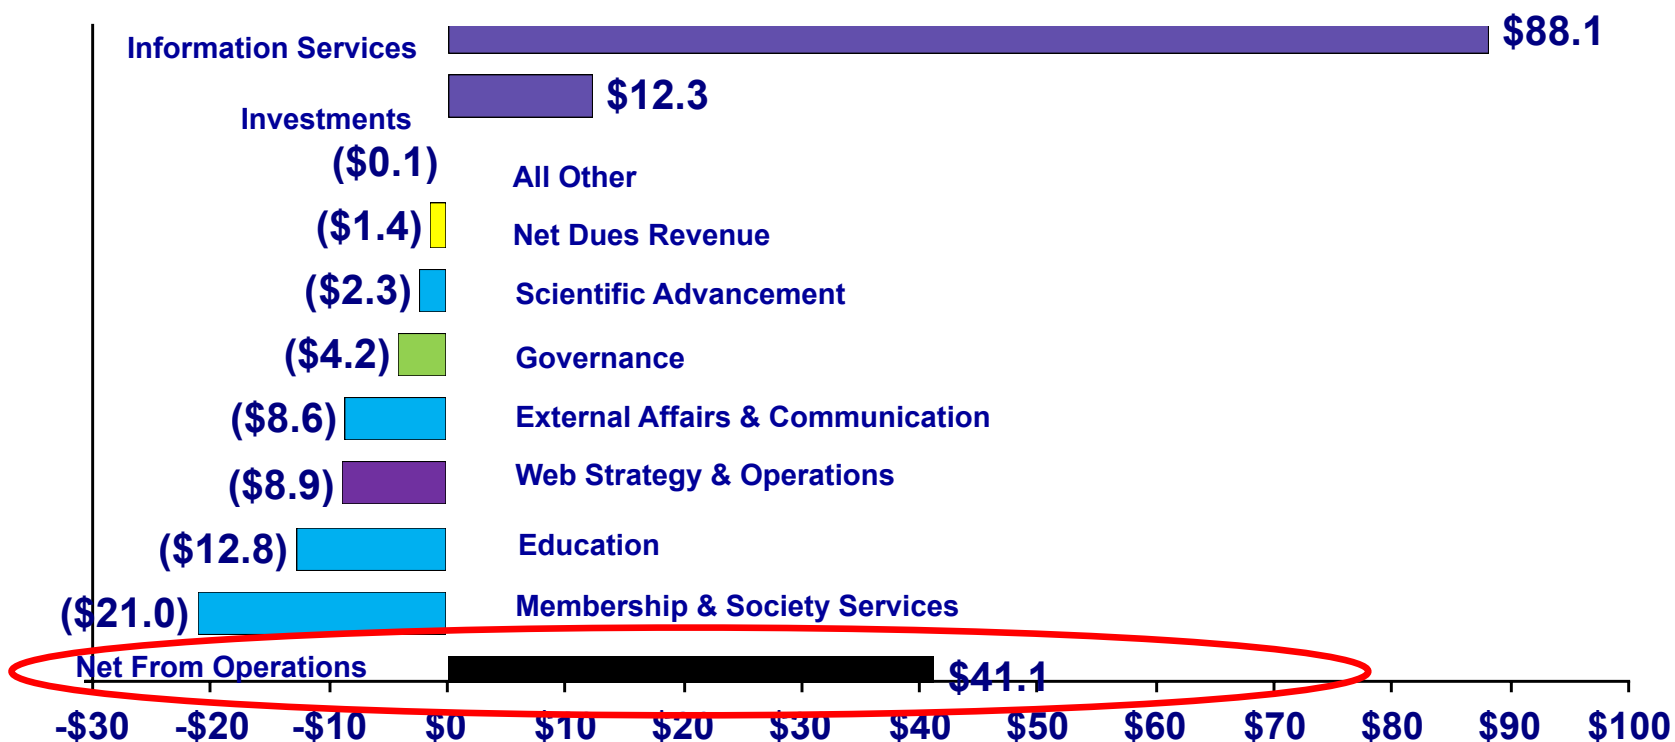 Information Services $88.1
Investments $12.3
($0.1) All Other
($1.4) Net Dues Revenue
($2.3) Scientific Advancement
($4.2) Governance
($8.6) External Affairs & Communication
($8.9) Web Strategy & Operations
($12.8) Education
($21.0) Membership & Society Services
Net From Operations $41.1
-$30 -$20 -$10 $0 $10 $20 $30 $40 $50 $60 $70 $80 $90 $100